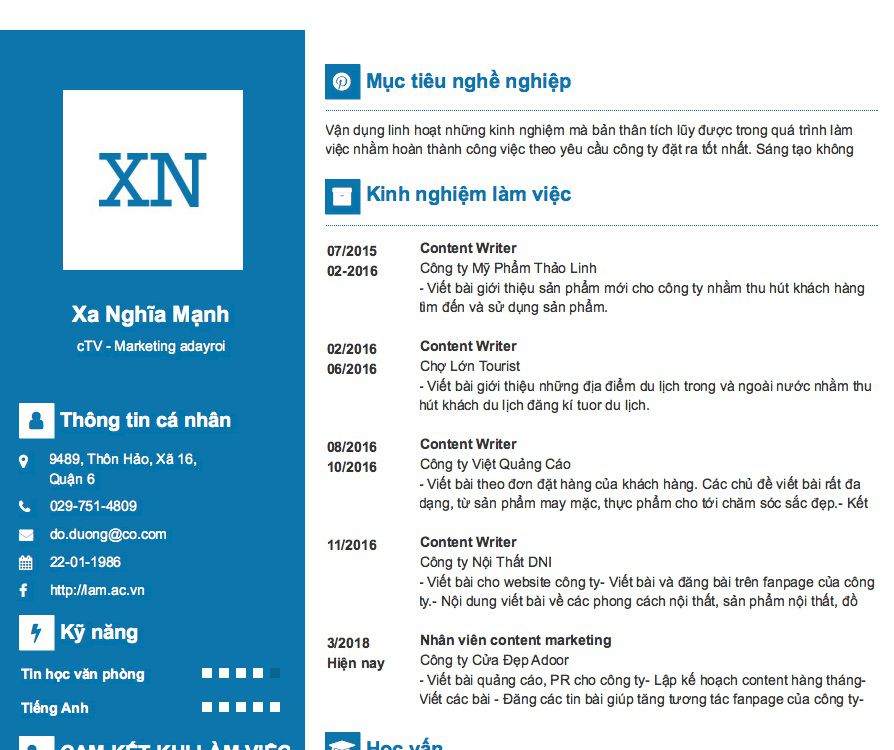 XN
Xa Nghĩa Mạnh
cTV - Marketing adayroi
Thông tin cá nhân
9489, Thôn Hảo, Xã 16,
Quận 6
029-751-4809
do.duong@co.com
22-01-1986
http://lam.ac.vn
Kỹ năng
Tin học văn phòng
Tiếng Anh
CAM KẾT KHI LÀM VIỆC
Mục tiêu nghề nghiệp
Vận dụng linh hoạt những kinh nghiệm mà bản thân tích lũy được trong quá trình làm
việc nhằm hoàn thành công việc theo yêu cầu công ty đặt ra tốt nhất. Sáng tạo không
Kinh nghiệm làm việc
07/2015
02-2016
Content Writer
Công ty Mỹ Phẩm Thảo Linh
- Viết bài giới thiệu sản phẩm mới cho công ty nhằm thu hút khách hàng
tìm đến và sử dụng sản phẩm.
02/2016
06/2016
Content Writer
Chợ Lớn Tourist
- Viết bài giới thiệu những địa điểm du lịch trong và ngoài nước nhằm thu
hút khách du lịch đăng kí tuor du lịch.
08/2016
10/2016
Content Writer
Công ty Việt Quảng Cáo
- Viết bài theo đơn đặt hàng của khách hàng. Các chủ đề viết bài rất đa
dạng, từ sản phẩm may mặc, thực phẩm cho tới chăm sóc sắc đẹp.- Kết
11/2016
Content Writer
Công ty Nội Thất DNI
- Viết bài cho website công ty- Viết bài và đăng bài trên fanpage của công
ty.- Nội dung viết bài về các phong cách nội thất, sản phẩm nội thất, đồ
3/2018
Hiện nay
Nhân viên content marketing
Công ty Cửa Đẹp Adoor
- Viết bài quảng cáo, PR cho công ty- Lập kế hoạch content hàng tháng-
Viết các bài - Đăng các tin bài giúp tăng tương tác fanpage của công ty-
Học vấn